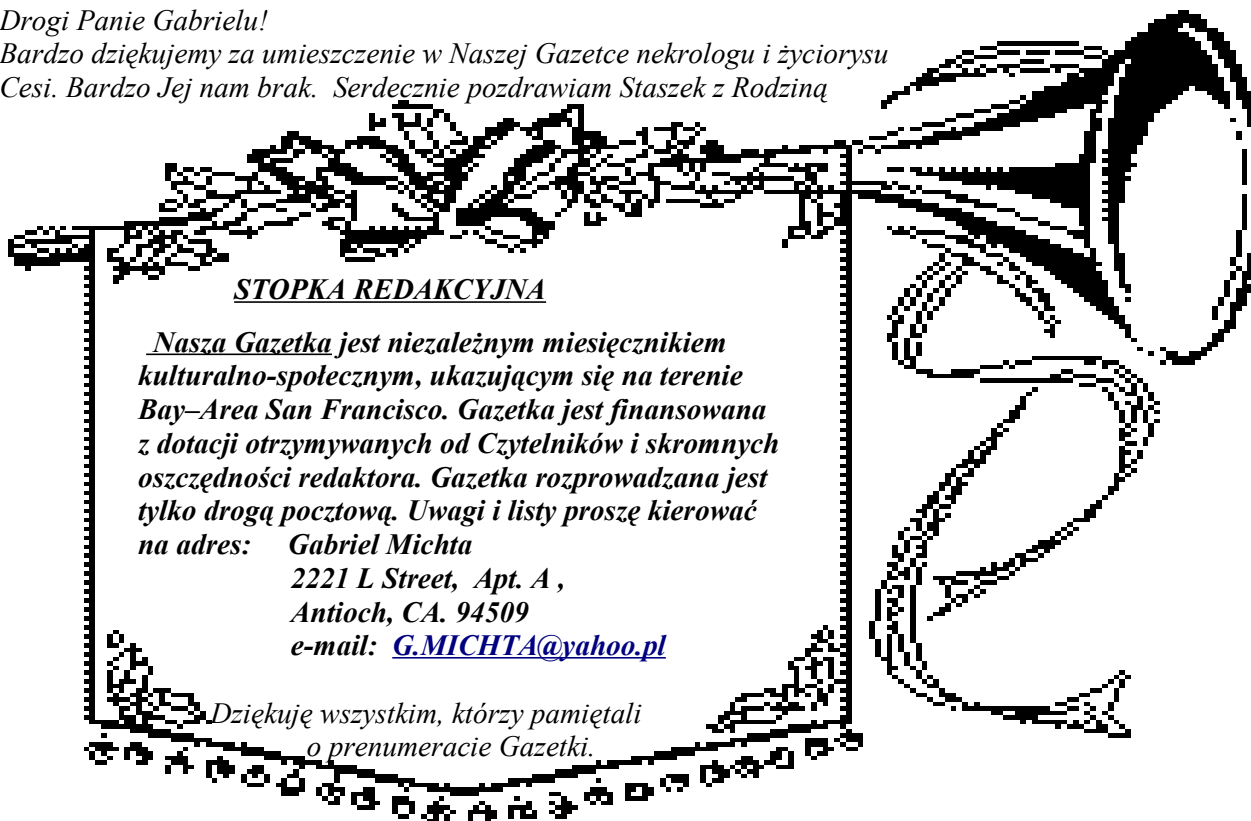 Drogi Panie Gabrielu!
Bardzo dziękujemy za umieszczenie w Naszej Gazetce nekrologu i życiorysu
Cesi. Bardzo Jej nam brak.  Serdecznie pozdrawiam Staszek z Rodziną
STOPKA REDAKCYJNA
Nasza Gazetka jest niezależnym miesięcznikiem
kulturalno-społecznym, ukazującym się na terenie
Bay–Area San Francisco. Gazetka jest finansowana
z dotacji otrzymywanych od Czytelników i skromnych
oszczędności redaktora. Gazetka rozprowadzana jest
tylko drogą pocztową. Uwagi i listy proszę kierować
na adres:    Gabriel Michta
2221 L Street,  Apt. A ,
Antioch, CA. 94509
e-mail:  G.MICHTA@yahoo.pl
Dziękuję wszystkim, którzy pamiętali
o prenumeracie Gazetki.